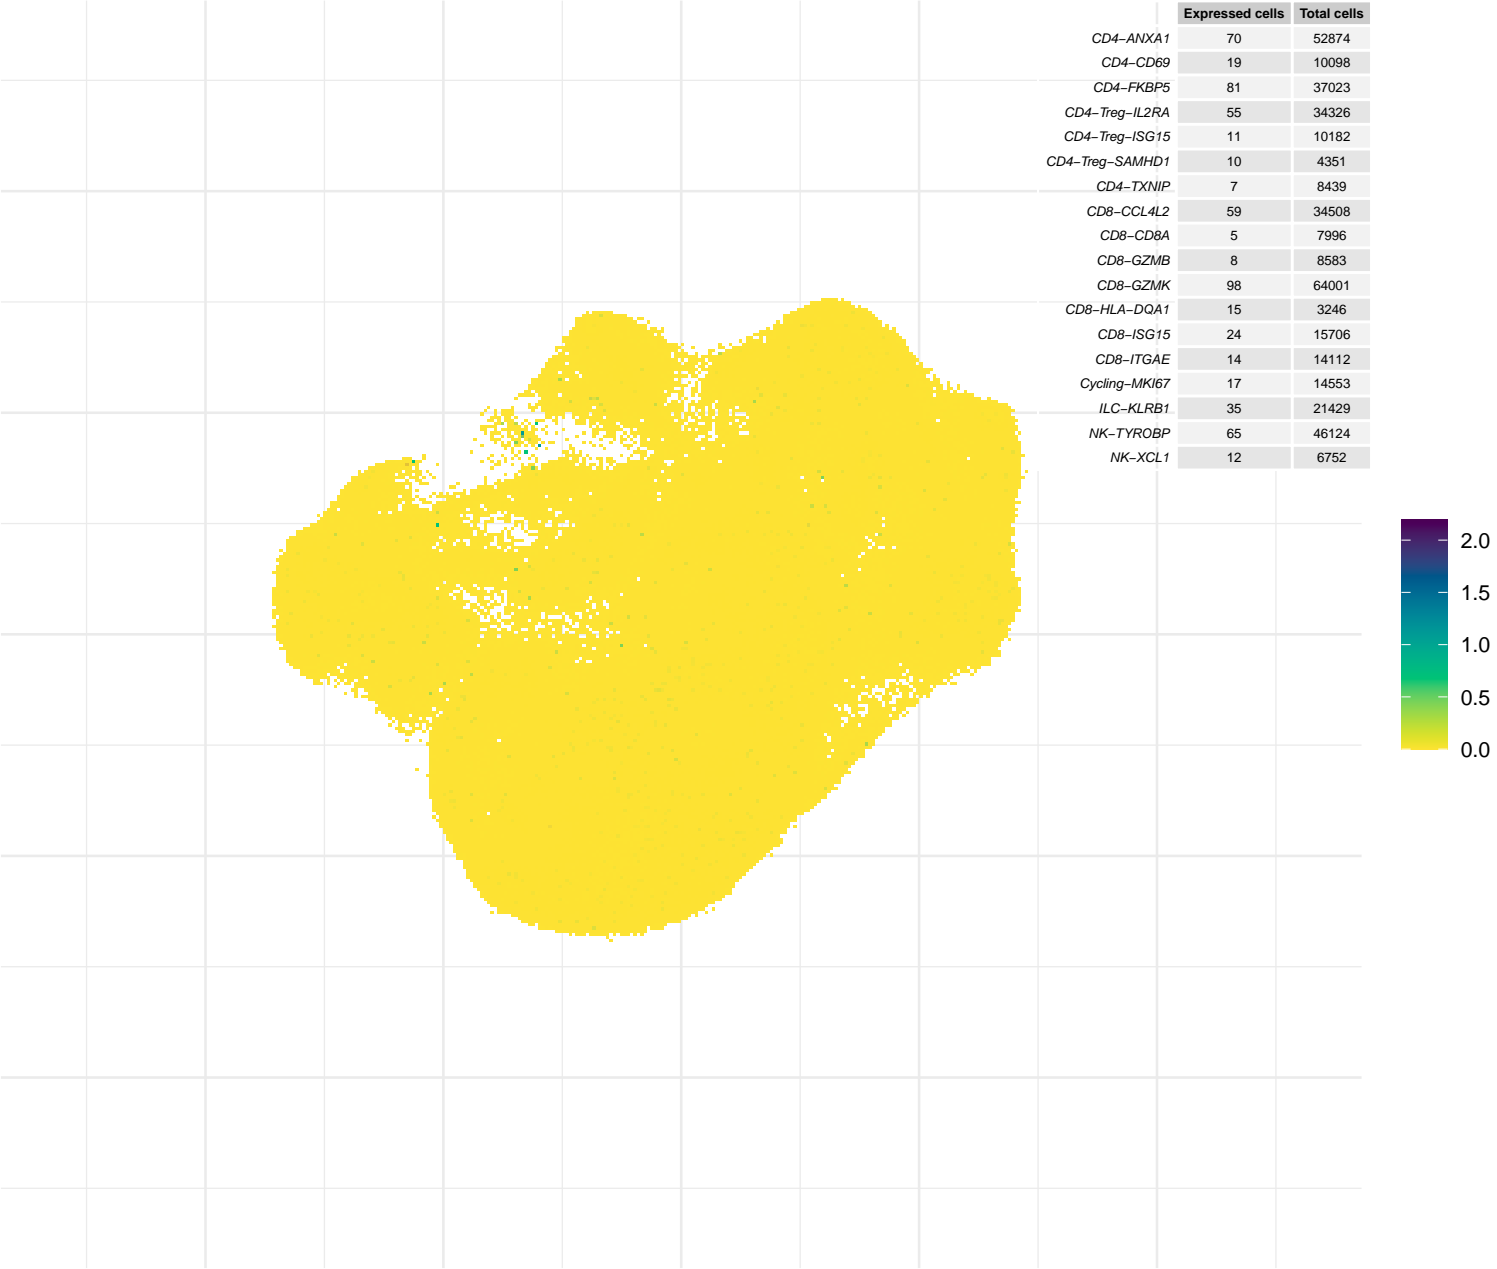 Expressed cells Total cells
CD4−ANXA1 70 52874
CD4−CD69 19 10098
CD4−FKBP5 81 37023
CD4−Treg−IL2RA 55 34326
CD4−Treg−ISG15 11 10182
CD4−Treg−SAMHD1 10 4351
CD4−TXNIP 7 8439
CD8−CCL4L2 59 34508
CD8−CD8A 5 7996
CD8−GZMB 8 8583
CD8−GZMK 98 64001
CD8−HLA−DQA1 15 3246
CD8−ISG15 24 15706
CD8−ITGAE 14 14112
Cycling−MKI67 17 14553
ILC−KLRB1 35 21429
NK−TYROBP 65 46124
NK−XCL1 12 6752
2.0
1.5
1.0
0.5
0.0